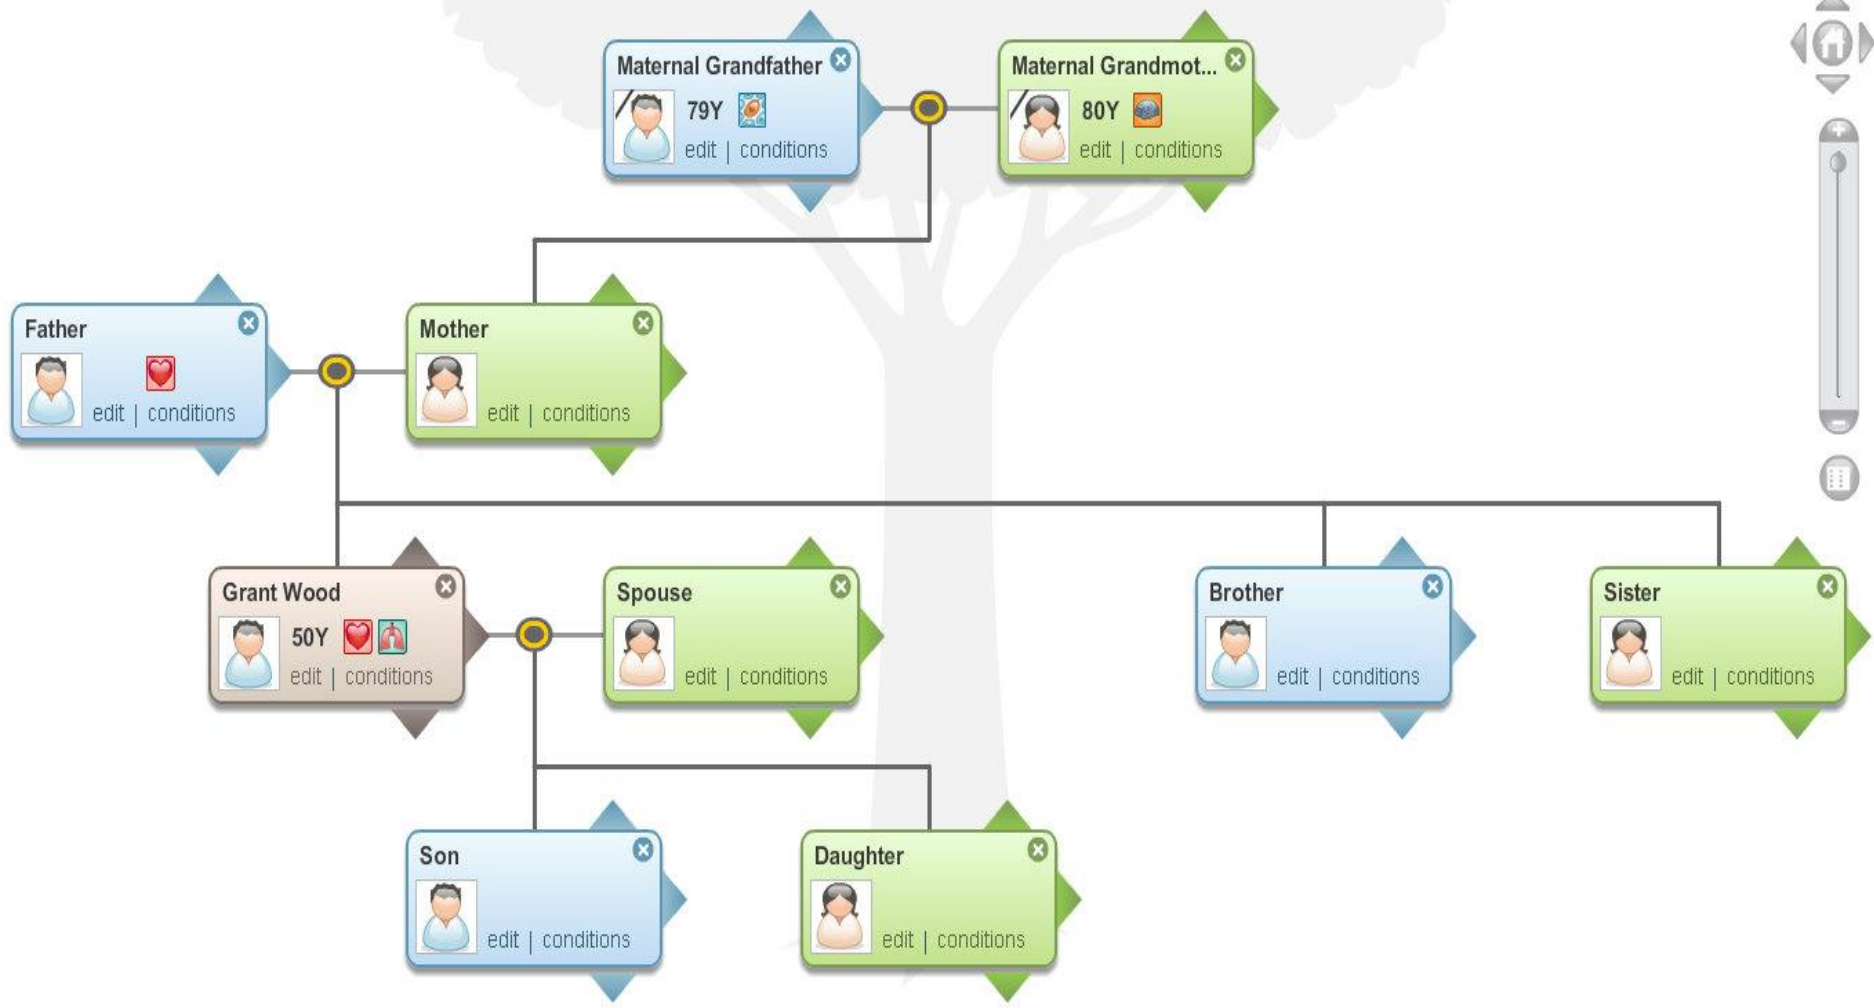 Maternal Grandfather
79Y
edit | conditions
Maternal Grandmot...
80Y
edit | conditions
Father
edit | conditions
Mother
edit | conditions
Grant Wood
50Y
edit | conditions
Spouse
edit | conditions
Brother
edit | conditions
Sister
edit | conditions
Son
edit | conditions
Daughter
edit | conditions